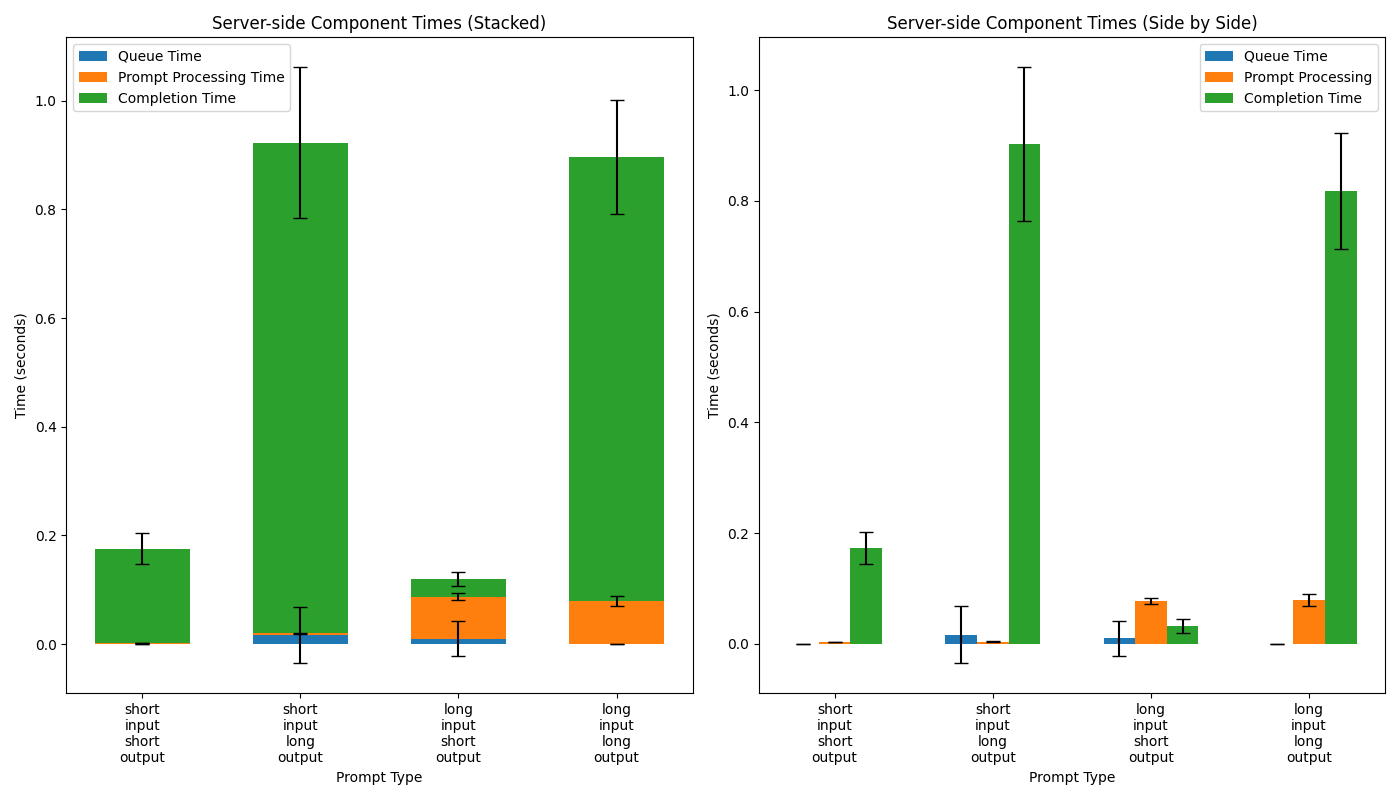 Server-side Component Times (Stacked)
Queue Time
Prompt Processing Time
Completion Time
Time (seconds)
1.0
0.8
0.6
0.4
0.2
0.0
short
input
short
output
short
input
long
output
long
input
short
output
long
input
long
output
Prompt Type
Server-side Component Times (Side by Side)
Queue Time
Prompt Processing
Completion Time
Time (seconds)
1.0
0.8
0.6
0.4
0.2
0.0
short
input
short
output
short
input
long
output
long
input
short
output
long
input
long
output
Prompt Type